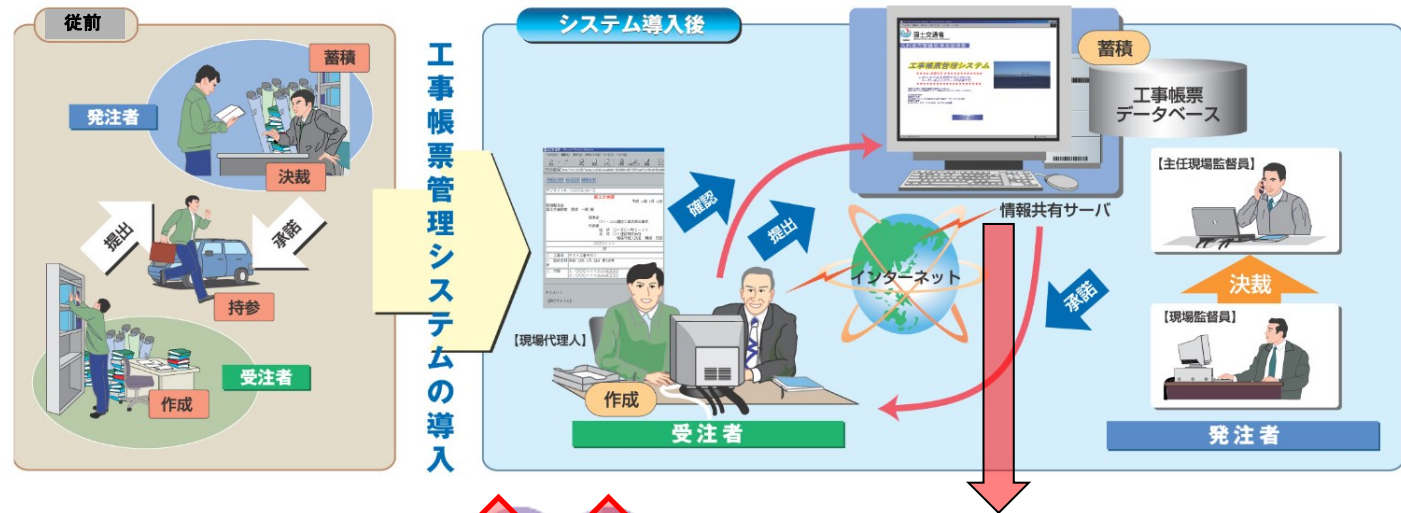 従前
蓄積
発注者
決裁
提出
承諾
持参
受注者
作成
工事帳票管理システムの導入
システム導入後
国土交通省
工事帳票管理システム
蓄積
工事帳票
データベース
確認
提出
情報共有サーバ
インターネット
承諾
【現場代理人】
作成
受注者
【主任現場監督員】
決裁
【現場監督員】
発注者